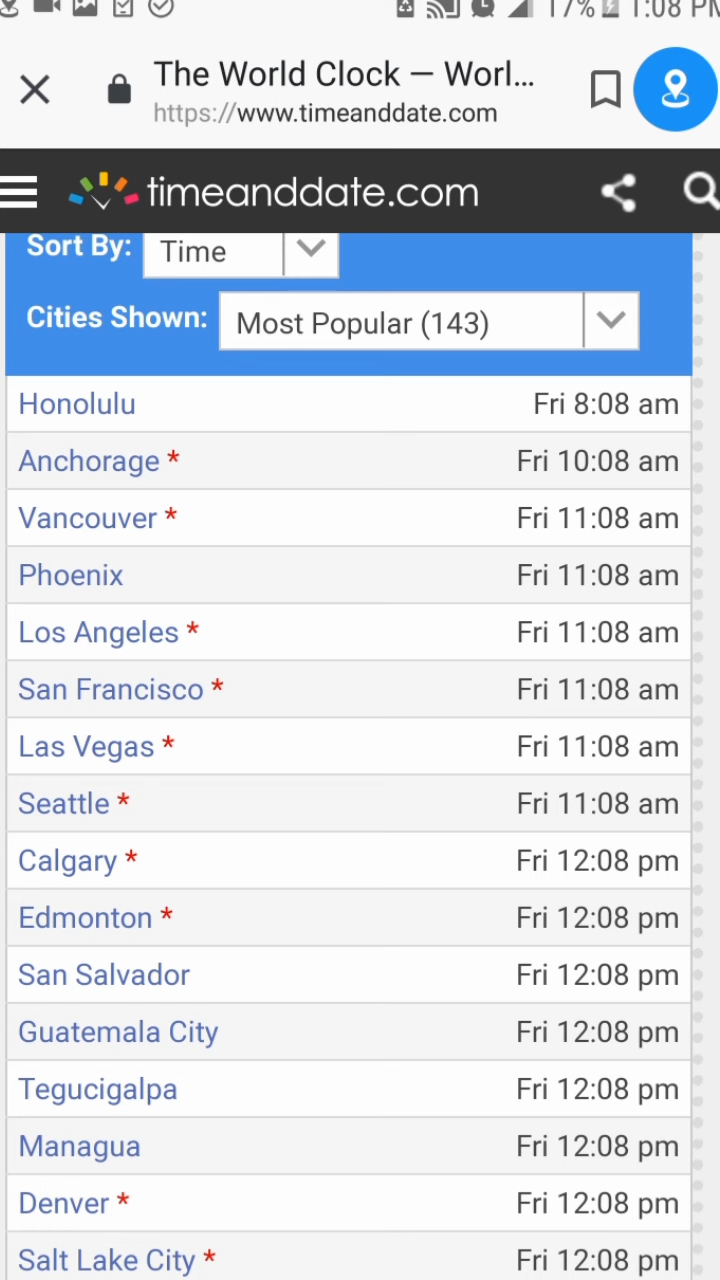 17% 1:08 PM
The World Clock — Worl...
https://www.timeanddate.com
timeanddate.com
Sort By: Time
Cities Shown: Most Popular (143)
Honolulu Fri 8:08 am
Anchorage * Fri 10:08 am
Vancouver * Fri 11:08 am
Phoenix Fri 11:08 am
Los Angeles * Fri 11:08 am
San Francisco * Fri 11:08 am
Las Vegas * Fri 11:08 am
Seattle * Fri 11:08 am
Calgary * Fri 12:08 pm
Edmonton * Fri 12:08 pm
San Salvador Fri 12:08 pm
Guatemala City Fri 12:08 pm
Tegucigalpa Fri 12:08 pm
Managua Fri 12:08 pm
Denver * Fri 12:08 pm
Salt Lake City * Fri 12:08 pm